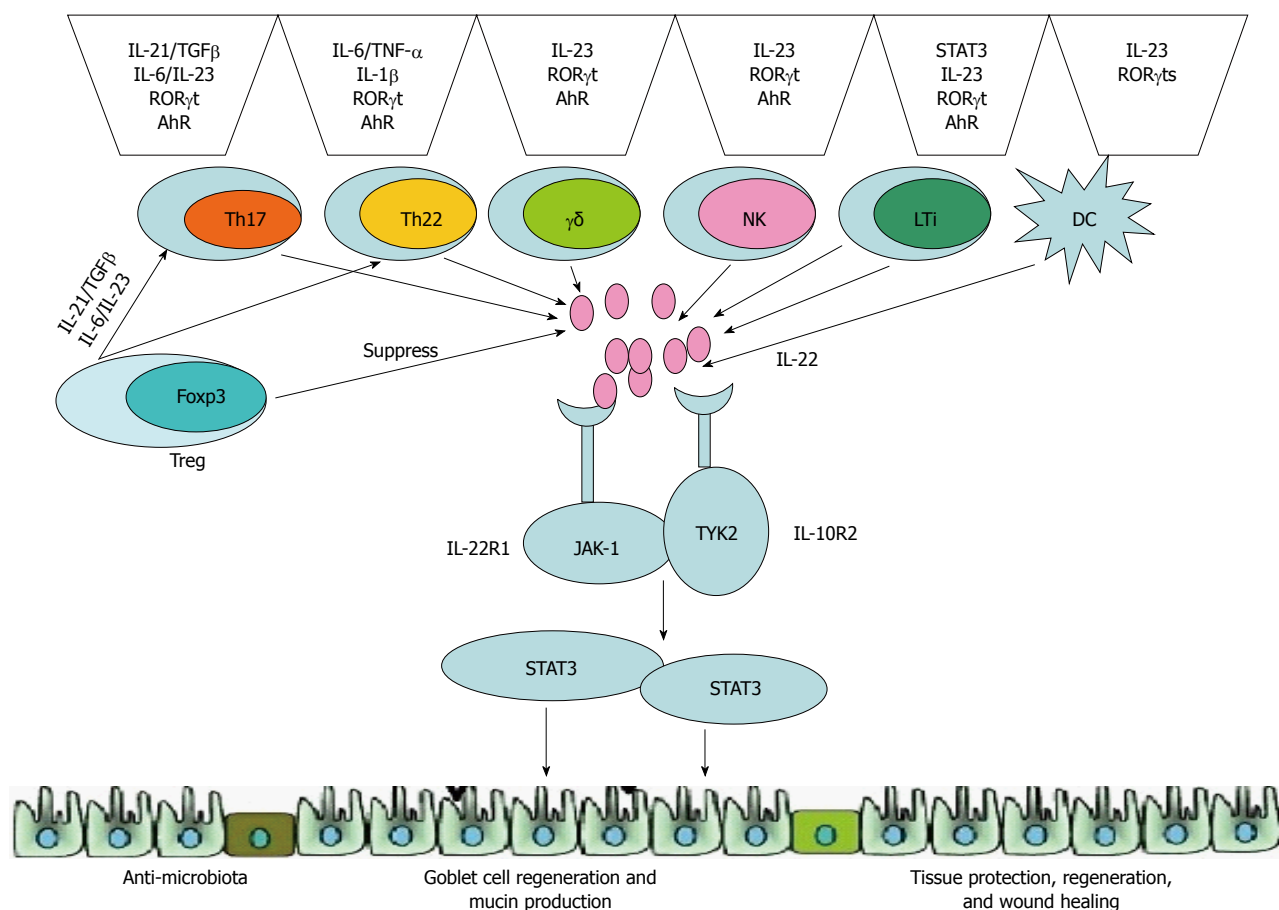 IL-21/TGFβ
IL-6/IL-23
RORγt
AhR
IL-6/TNF-α
IL-1β
RORγt
AhR
IL-23
RORγt
AhR
IL-23
RORγt
AhR
STAT3
IL-23
RORγt
AhR
IL-23
RORγts
Th17
Th22
γδ
NK
LTi
DC
IL-21/TGFβ
IL-6/IL-23
Suppress
IL-22
Foxp3
Treg
IL-22R1
JAK-1
TYK2
IL-10R2
STAT3
STAT3
Anti-microbiota
Goblet cell regeneration and
mucin production
Tissue protection, regeneration,
and wound healing